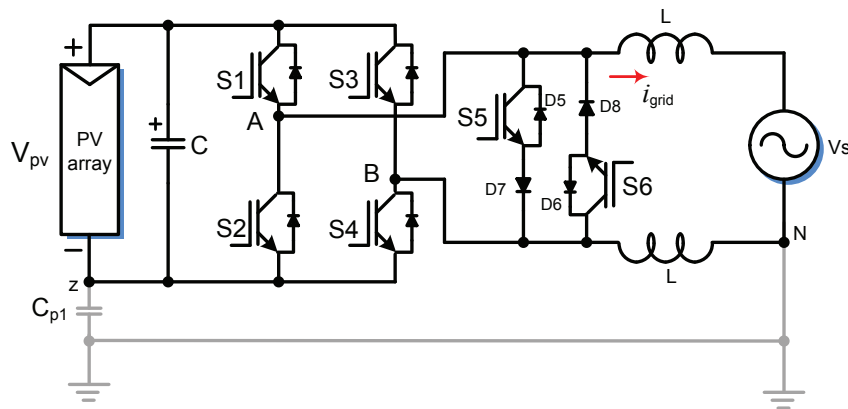 +
PV
array
−
V_pv
+
C
S1
S3
A
B
S2
S4
L
S5
D5
D8
i_grid
D7
D6
S6
Vs
N
L
z
C_p1